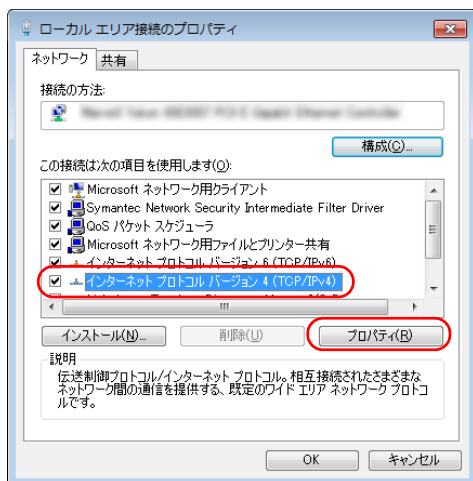 ローカル エリア接続のプロパティ
ネットワーク 共有
接続の方法:
構成(C)...
この接続は次の項目を使用します(O):
Microsoft ネットワーク用クライアント
Symantec Network Security Intermediate Filter Driver
QoS パケット スケジューラ
Microsoft ネットワーク用ファイルとプリンター共有
インターネット プロトコル バージョン 6 (TCP/IPv6)
インターネット プロトコル バージョン 4 (TCP/IPv4)
インストール(N)... 削除(U) プロパティ(R)
説明
伝送制御プロトコル/インターネット プロトコル。相互接続されたさまざまな
ネットワーク間の通信を提供する、既定のワイド エリア ネットワーク プロトコ
ルです。
OK キャンセル